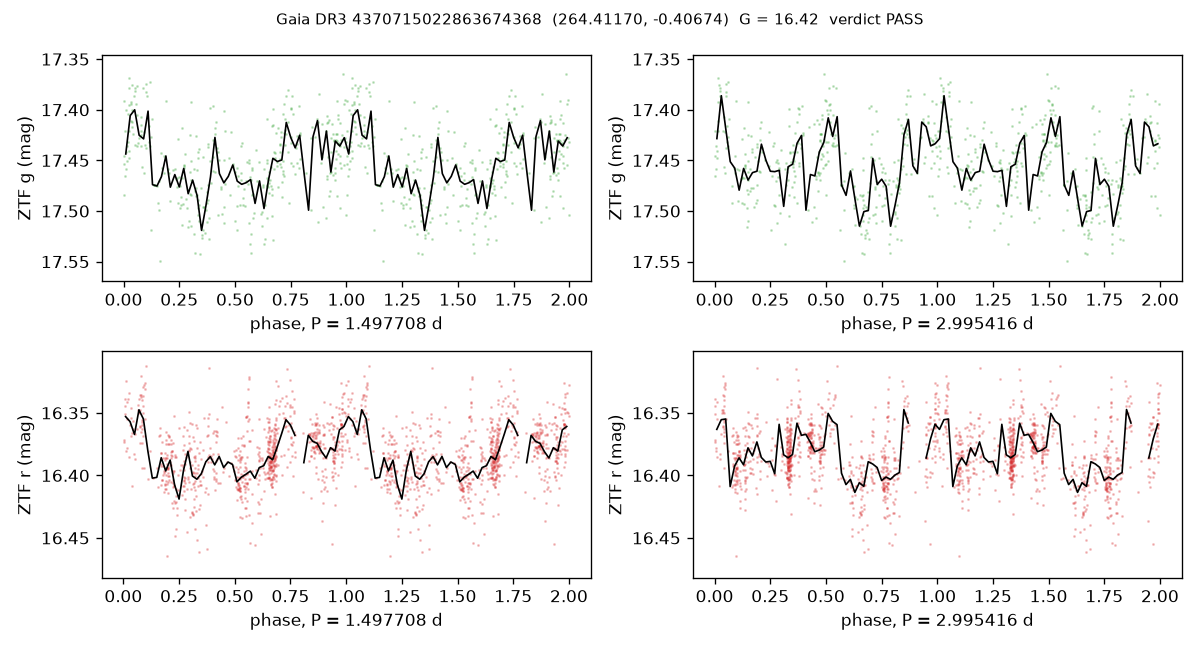 Gaia DR3 4370715022863674368  (264.41170, -0.40674)  G = 16.42  verdict PASS
17.35
17.40
17.45
17.50
17.55
ZTF g (mag)
0.00 0.25 0.50 0.75 1.00 1.25 1.50 1.75 2.00
phase, P = 1.497708 d
17.35
17.40
17.45
17.50
17.55
ZTF g (mag)
0.00 0.25 0.50 0.75 1.00 1.25 1.50 1.75 2.00
phase, P = 2.995416 d
16.35
16.40
16.45
ZTF r (mag)
0.00 0.25 0.50 0.75 1.00 1.25 1.50 1.75 2.00
phase, P = 1.497708 d
16.35
16.40
16.45
ZTF r (mag)
0.00 0.25 0.50 0.75 1.00 1.25 1.50 1.75 2.00
phase, P = 2.995416 d